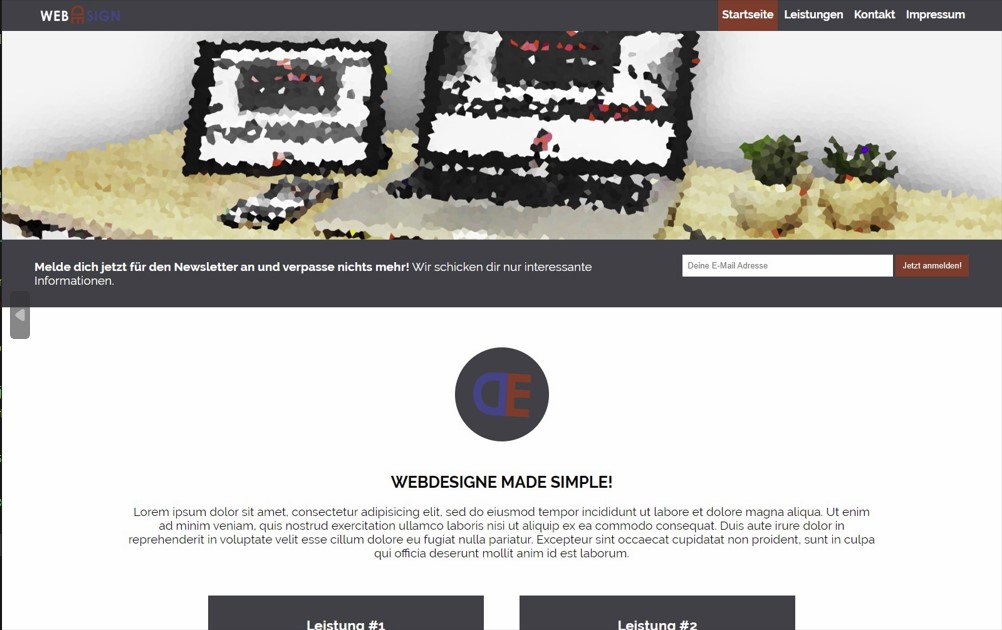 WEB DE SIGN
Startseite Leistungen Kontakt Impressum
Melde dich jetzt für den Newsletter an und verpasse nichts mehr! Wir schicken dir nur interessante
Informationen.
Deine E-Mail Adresse
Jetzt anmelden!
DE
WEBDESIGNE MADE SIMPLE!
Lorem ipsum dolor sit amet, consectetur adipisicing elit, sed do eiusmod tempor incididunt ut labore et dolore magna aliqua. Ut enim
ad minim veniam, quis nostrud exercitation ullamco laboris nisi ut aliquip ex ea commodo consequat. Duis aute irure dolor in
reprehenderit in voluptate velit esse cillum dolore eu fugiat nulla pariatur. Excepteur sint occaecat cupidatat non proident, sunt in culpa
qui officia deserunt mollit anim id est laborum.
Leistung #1
Leistung #2